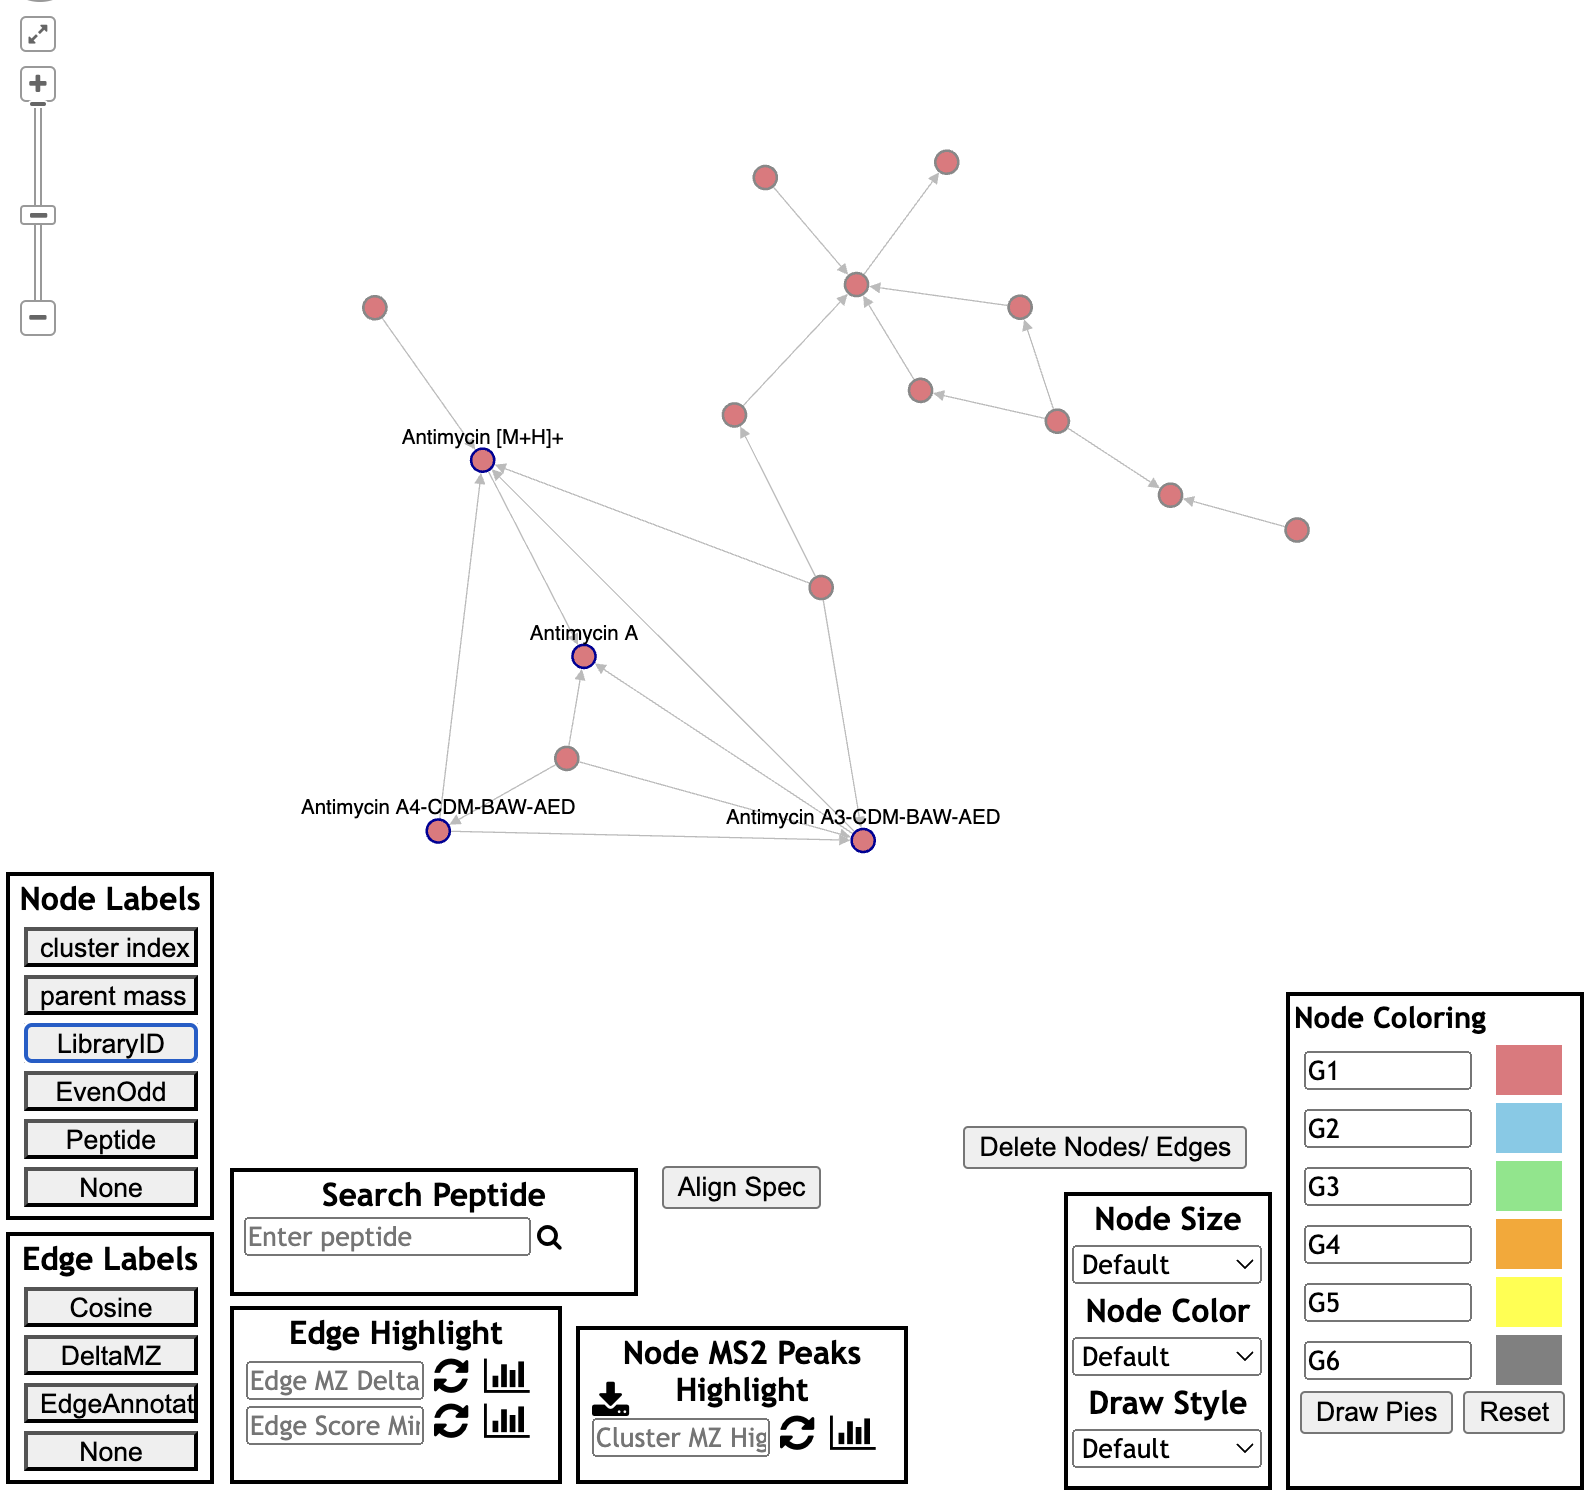 Antimycin [M+H]+
Antimycin A
Antimycin A4-CDM-BAW-AED
Antimycin A3-CDM-BAW-AED
Node Labels
cluster index
parent mass
LibraryID
EvenOdd
Peptide
None
Edge Labels
Cosine
DeltaMZ
EdgeAnnotat
None
Search Peptide
Enter peptide
Edge Highlight
Edge MZ Delta
Edge Score Mir
Align Spec
Node MS2 Peaks
Highlight
Cluster MZ Hig
Delete Nodes/ Edges
Node Size
Default
Node Color
Default
Draw Style
Default
Node Coloring
G1
G2
G3
G4
G5
G6
Draw Pies
Reset